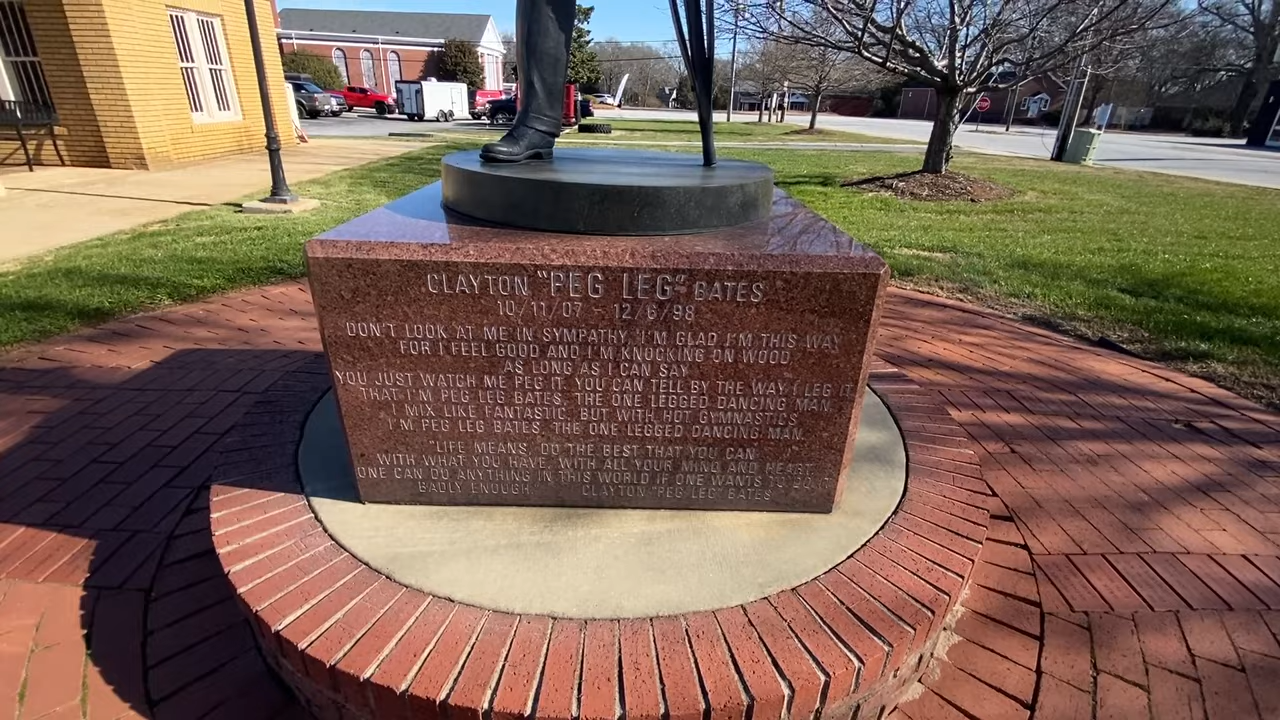 CLAYTON "PEG LEG" BATES
10/11/07 - 12/6/98
DON'T LOOK AT ME IN SYMPATHY, I'M GLAD I'M THIS WAY
FOR I FEEL GOOD AND I'M KNOCKING ON WOOD
AS LONG AS I CAN SAY
YOU JUST WATCH ME PEG IT, YOU CAN TELL BY THE WAY I LEG IT
THAT I'M PEG LEG BATES, THE ONE LEGGED DANCING MAN
I MIX LIKE FANTASTIC, BUT WITH HOT GYMNASTICS
I'M PEG LEG BATES, THE ONE LEGGED DANCING MAN.
"LIFE MEANS, DO THE BEST THAT YOU CAN
WITH WHAT YOU HAVE, WITH ALL YOUR MIND AND HEART.
ONE CAN DO ANYTHING IN THIS WORLD IF ONE WANTS TO DO IT
BADLY ENOUGH." CLAYTON "PEG LEG" BATES
STOP